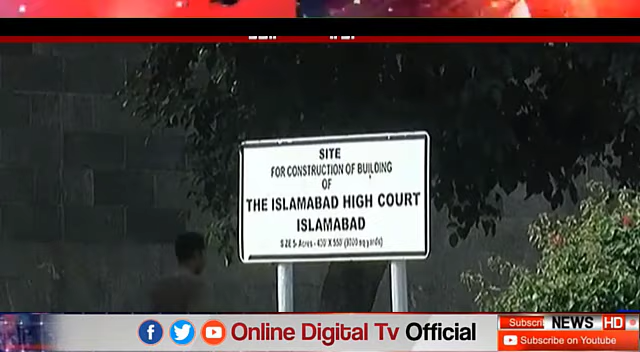 SITE
FOR CONSTRUCTION OF BUILDING
OF
THE ISLAMABAD HIGH COURT
ISLAMABAD
Online Digital Tv Official
Subscri NEWS HD
Subscribe on Youtube